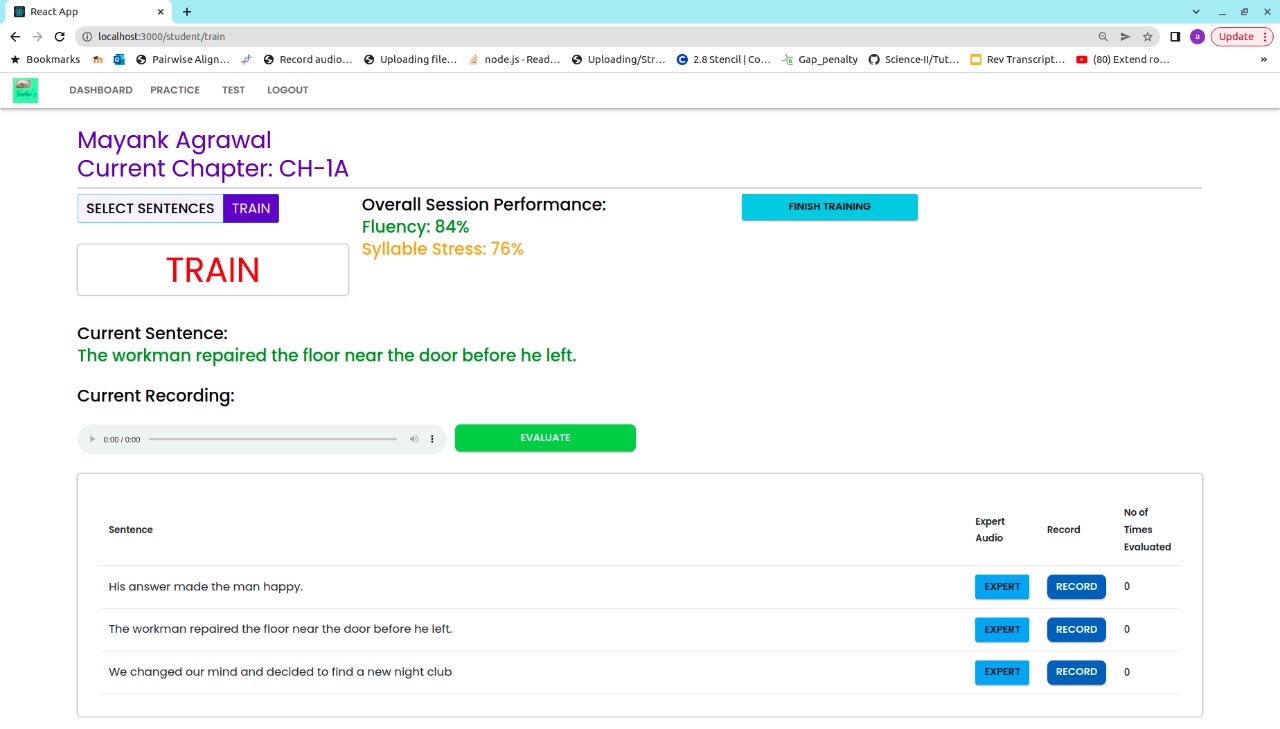 React App
localhost:3000/student/train
a
Update
Bookmarks
Pairwise Align...
Record audio...
Uploading file...
node.js - Read...
Uploading/Str...
2.8 Stencil | Co...
Gap_penalty
Science-II/Tut...
Rev Transcript...
(80) Extend ro...
»
DASHBOARD PRACTICE TEST LOGOUT
Mayank Agrawal
Current Chapter: CH-1A
SELECT SENTENCES TRAIN
Overall Session Performance:
Fluency: 84%
Syllable Stress: 76%
FINISH TRAINING
TRAIN
Current Sentence:
The workman repaired the floor near the door before he left.
Current Recording:
0:00 / 0:00
EVALUATE
Sentence
Expert
Audio
Record
No of
Times
Evaluated
His answer made the man happy. EXPERT RECORD 0
The workman repaired the floor near the door before he left. EXPERT RECORD 0
We changed our mind and decided to find a new night club EXPERT RECORD 0